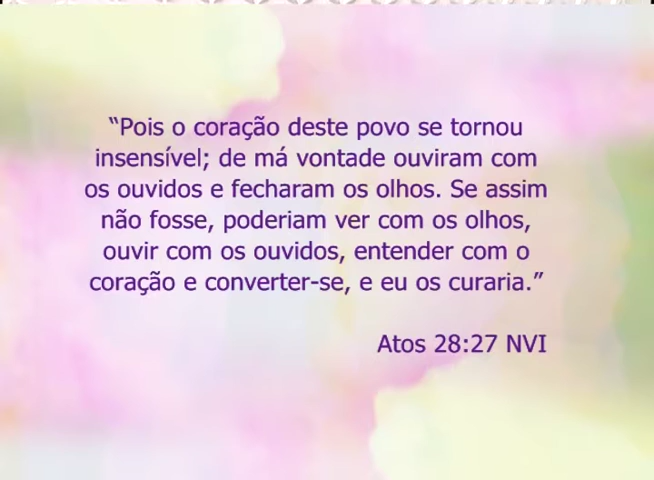 “Pois o coração deste povo se tornou
insensível; de má vontade ouviram com
os ouvidos e fecharam os olhos. Se assim
não fosse, poderiam ver com os olhos,
ouvir com os ouvidos, entender com o
coração e converter-se, e eu os curaria.”
Atos 28:27 NVI